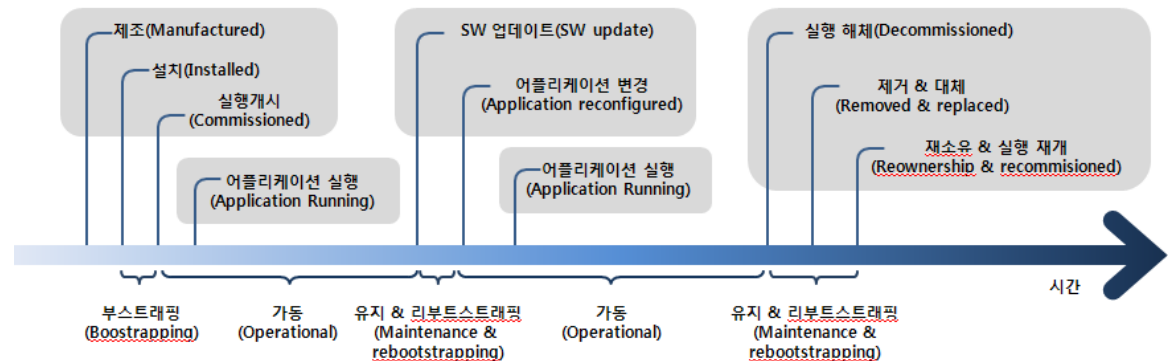 제조(Manufactured)
설치(Installed)
실행개시
(Commissioned)
어플리케이션 실행
(Application Running)
SW 업데이트(SW update)
어플리케이션 변경
(Application reconfigured)
어플리케이션 실행
(Application Running)
실행 해체(Decommissioned)
제거 & 대체
(Removed & replaced)
재소유 & 실행 재개
(Reownership & recommisioned)
시간
부스트래핑
(Boostrapping)
가동
(Operational)
유지 & 리부트스트래핑
(Maintenance &
rebootstrapping)
가동
(Operational)
유지 & 리부트스트래핑
(Maintenance &
rebootstrapping)